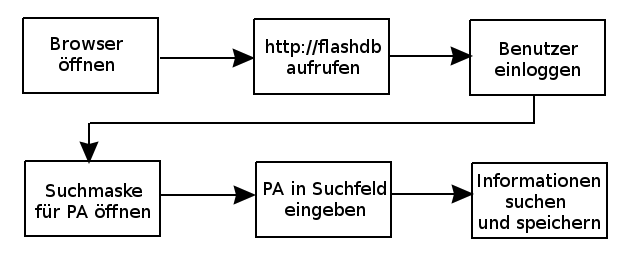 Browser
öffnen
http://flashdb
aufrufen
Benutzer
einloggen
Suchmaske
für PA öffnen
PA in Suchfeld
eingeben
Informationen
suchen
und speichern